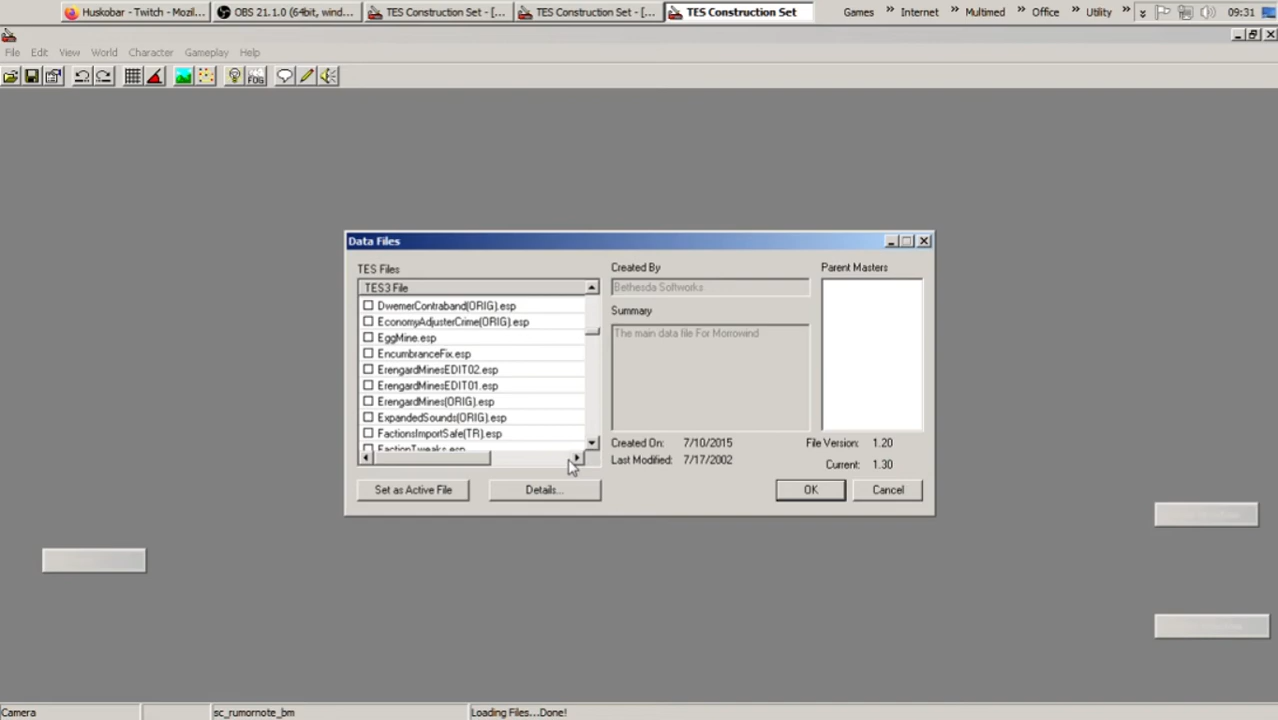 Huskobar - Twitch - Mozil...
OBS 21.1.0 (64bit, wind...
TES Construction Set - [...
TES Construction Set - [...
TES Construction Set
Games » Internet » Multimed » Office » Utility »
09:31
File Edit View World Character Gameplay Help
FOG
Data Files
TES Files
TES3 File
DwemerContraband(ORIG).esp
EconomyAdjusterCrime(ORIG).esp
EggMine.esp
EncumbranceFix.esp
ErengardMinesEDIT02.esp
ErengardMinesEDIT01.esp
ErengardMines(ORIG).esp
ExpandedSounds(ORIG).esp
FactionsImportSafe(TR).esp
FactionTweaks.esp
Set as Active File
Details...
Created By
Bethesda Softworks
Summary
The main data file For Morrowind
Created On: 7/10/2015
Last Modified: 7/17/2002
Parent Masters
File Version: 1.20
Current: 1.30
OK
Cancel
Camera
sc_rumornote_bm
Loading Files...Done!